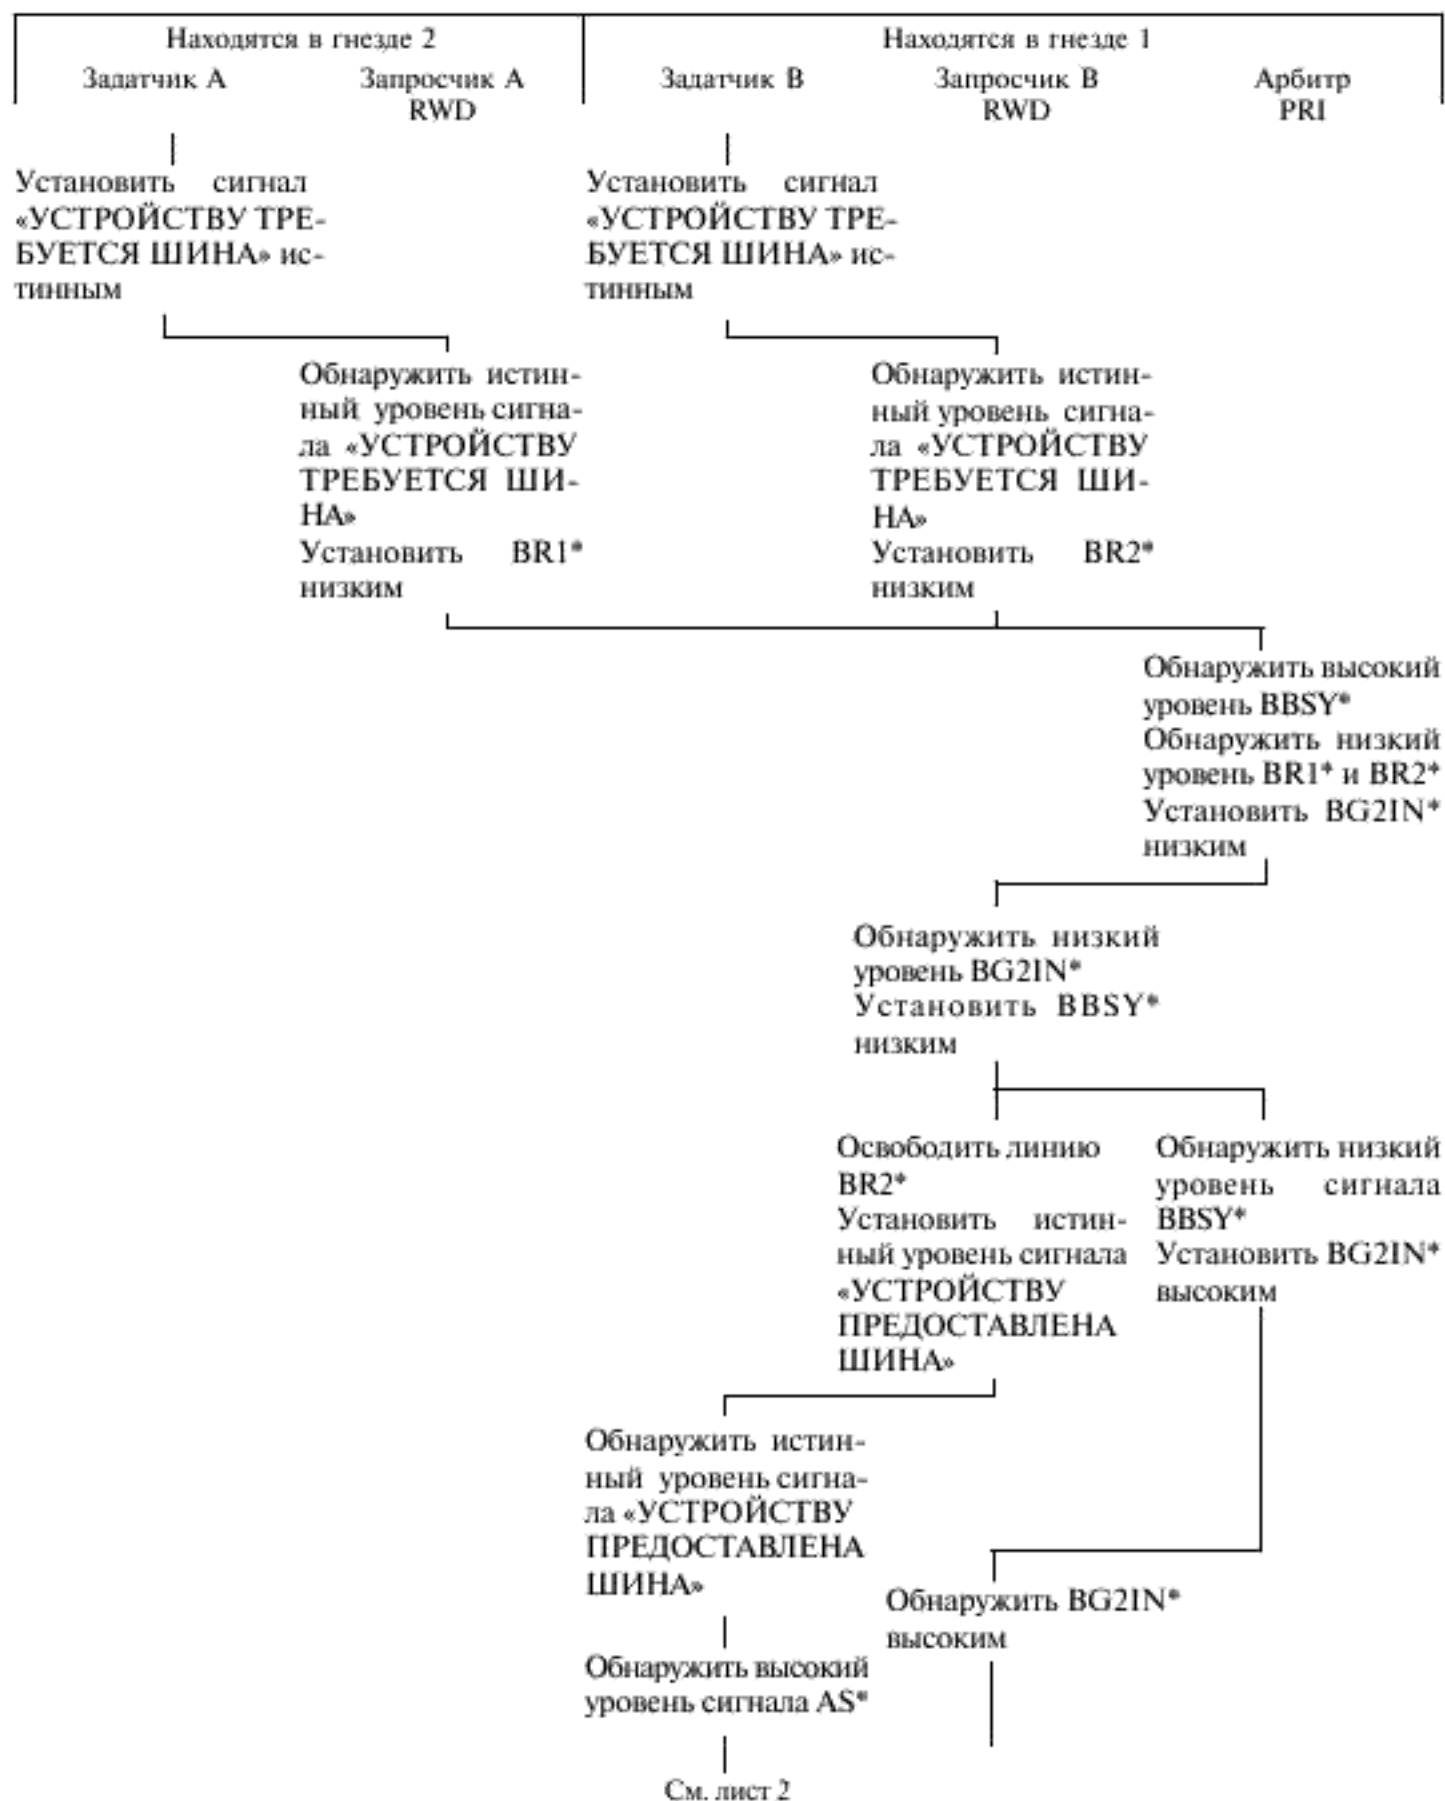 Находятся в гнезде 2
Находятся в гнезде 1
Задатчик А
Запросчик А
RWD
Задатчик В
Запросчик В
RWD
Арбитр
PRI
Установить сигнал
«УСТРОЙСТВУ ТРЕ-
БУЕТСЯ ШИНА» ис-
тинным
Установить сигнал
«УСТРОЙСТВУ ТРЕ-
БУЕТСЯ ШИНА» ис-
тинным
Обнаружить истин-
ный уровень сигна-
ла «УСТРОЙСТВУ
ТРЕБУЕТСЯ ШИ-
НА»
Установить BR1*
низким
Обнаружить истин-
ный уровень сигна-
ла «УСТРОЙСТВУ
ТРЕБУЕТСЯ ШИ-
НА»
Установить BR2*
низким
Обнаружить высокий
уровень BBSY*
Обнаружить низкий
уровень BR1* и BR2*
Установить BG2IN*
низким
Обнаружить низкий
уровень BG2IN*
Установить BBSY*
низким
Освободить линию
BR2*
Установить истин-
ный уровень сигнала
«УСТРОЙСТВУ
ПРЕДОСТАВЛЕНА
ШИНА»
Обнаружить низкий
уровень сигнала
BBSY*
Установить BG2IN*
высоким
Обнаружить истин-
ный уровень сигна-
ла «УСТРОЙСТВУ
ПРЕДОСТАВЛЕНА
ШИНА»
Обнаружить BG2IN*
высоким
Обнаружить высокий
уровень сигнала AS*
См. лист 2